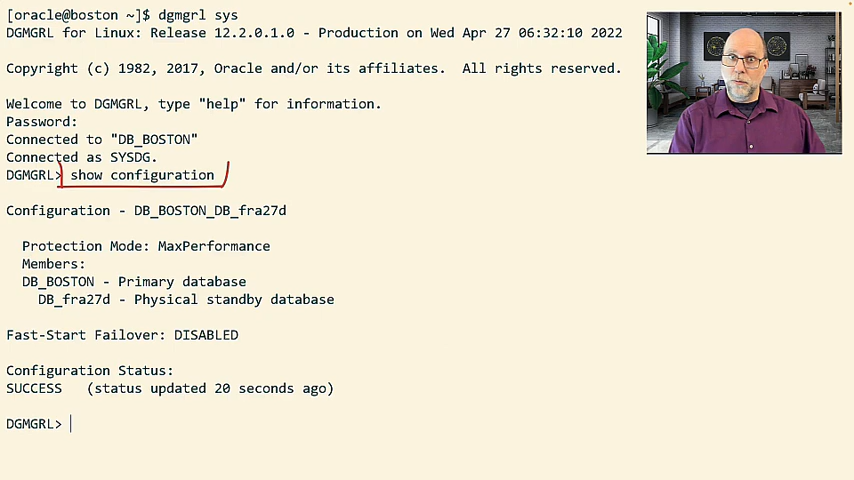 [oracle@boston ~]$ dgmgrl sys
DGMGRL for Linux: Release 12.2.0.1.0 - Production on Wed Apr 27 06:32:10 2022
Copyright (c) 1982, 2017, Oracle and/or its affiliates.  All rights reserved.
Welcome to DGMGRL, type "help" for information.
Password:
Connected to "DB_BOSTON"
Connected as SYSDG.
DGMGRL> show configuration
Configuration - DB_BOSTON_DB_fra27d
Protection Mode: MaxPerformance
Members:
DB_BOSTON - Primary database
DB_fra27d - Physical standby database
Fast-Start Failover: DISABLED
Configuration Status:
SUCCESS   (status updated 20 seconds ago)
DGMGRL>